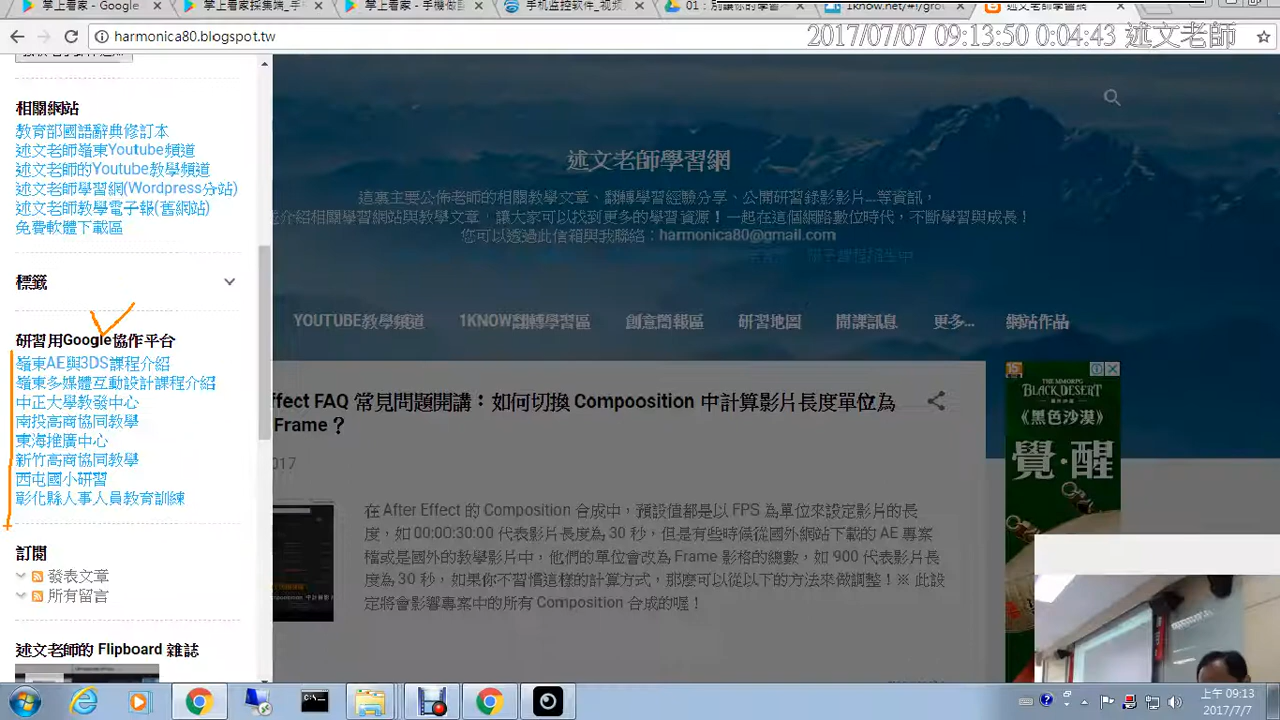 掌上看家 - Google
掌上看家採集端_手
掌上看家 - 手機遠
手机监控软件_视频
1know.net/#/gro
述文老師學習網
harmonica80.blogspot.tw
2017/07/07 09:13:50 0:04:43 述文老師
相關網站
教育部國語辭典修訂本
述文老師嶺東Youtube頻道
述文老師的Youtube教學頻道
述文老師學習網(Wordpress分站)
述文老師教學電子報(舊網站)
免費軟體下載區
標籤
研習用Google協作平台
嶺東AE與3DS課程介紹
嶺東多媒體互動設計課程介紹
中正大學教發中心
南投高商協同教學
東海推廣中心
新竹高商協同教學
西屯國小研習
彰化縣人事人員教育訓練
訂閱
發表文章
所有留言
述文老師的 Flipboard 雜誌
述文老師學習網
這裏主要公佈老師的相關教學文章、翻轉學習經驗分享、公開研習錄影影片...等資訊，
介紹相關學習網站與教學文章，讓大家可以找到更多的學習資源！一起在這個網路數位時代，不斷學習與成長！
您可以透過此信箱與我聯絡：harmonica80@gmail.com
YOUTUBE教學頻道
創意簡報區
研習地圖
開課訊息
更多...
網站作品
ffect FAQ 常見問題開講：如何切換 Compoosition 中計算影片長度單位為
Frame？
2017
在 After Effect 的 Composition 合成中，預設值都是以 FPS 為單位來設定影片的長
度，如 00:00:30:00 代表影片長度為 30 秒，但是有些時候從國外網站下載的 AE 專案
檔或是國外的教學影片中，他們的單位會改為 Frame 影格的總數，如 900 代表影片長
度為 30 秒，如果你不習慣這樣的計算方式，那麼可以從以下的方法來做調整！※ 此設
定將會影響專案中的所有 Composition 合成的喔！
15+
THE MMORPG
BLACK DESERT
《黑色沙漠》
覺·醒
上午 09:13
2017/7/7